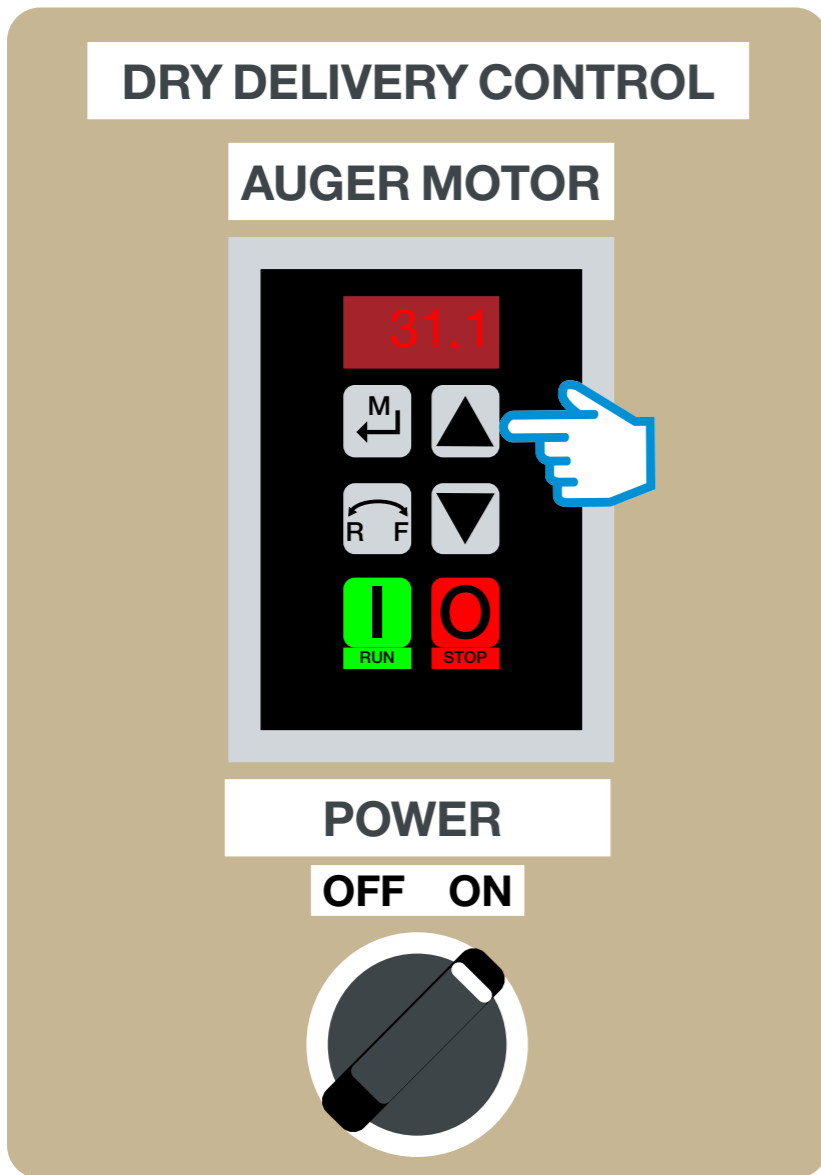 DRY DELIVERY CONTROL
AUGER MOTOR
31.1
M
R F
I O
RUN STOP
POWER
OFF ON